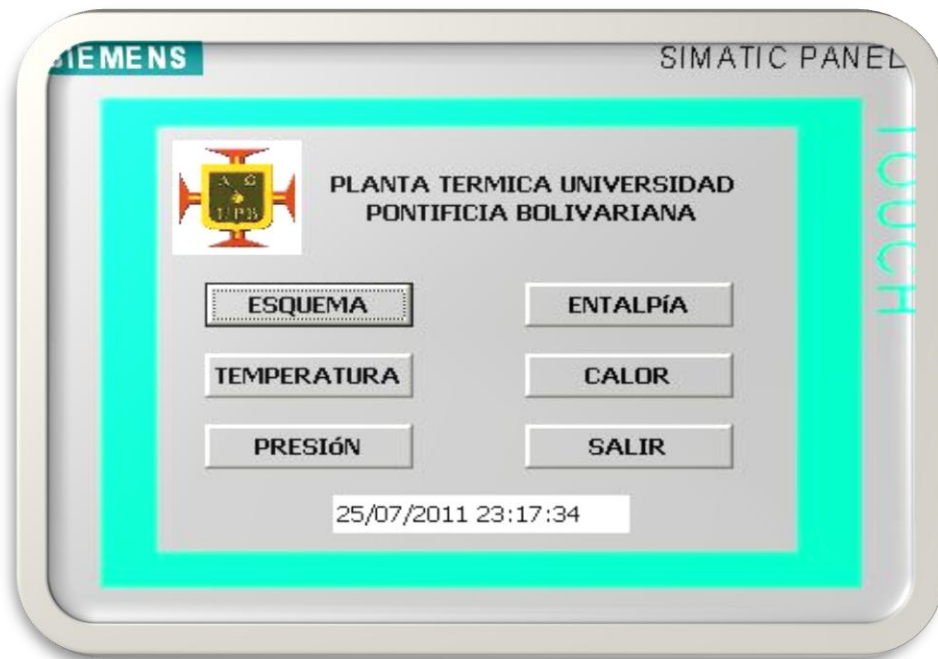 SIEMENS
SIMATIC PANEL
TOUCH
PLANTA TERMICA UNIVERSIDAD
PONTIFICIA BOLIVARIANA
ESQUEMA
ENTALPíA
TEMPERATURA
CALOR
PRESIóN
SALIR
25/07/2011 23:17:34